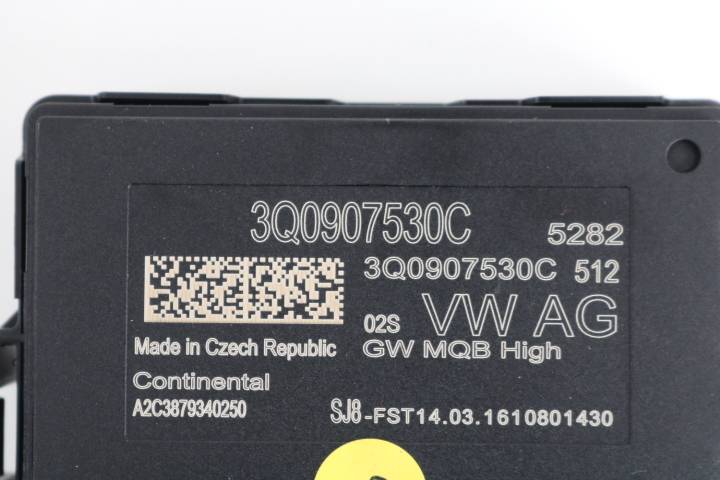 3Q0907530C 5282
3Q0907530C 512
02S VW AG
Made in Czech Republic GW MQB High
Continental
A2C3879340250 SJ8-FST14.03.1610801430